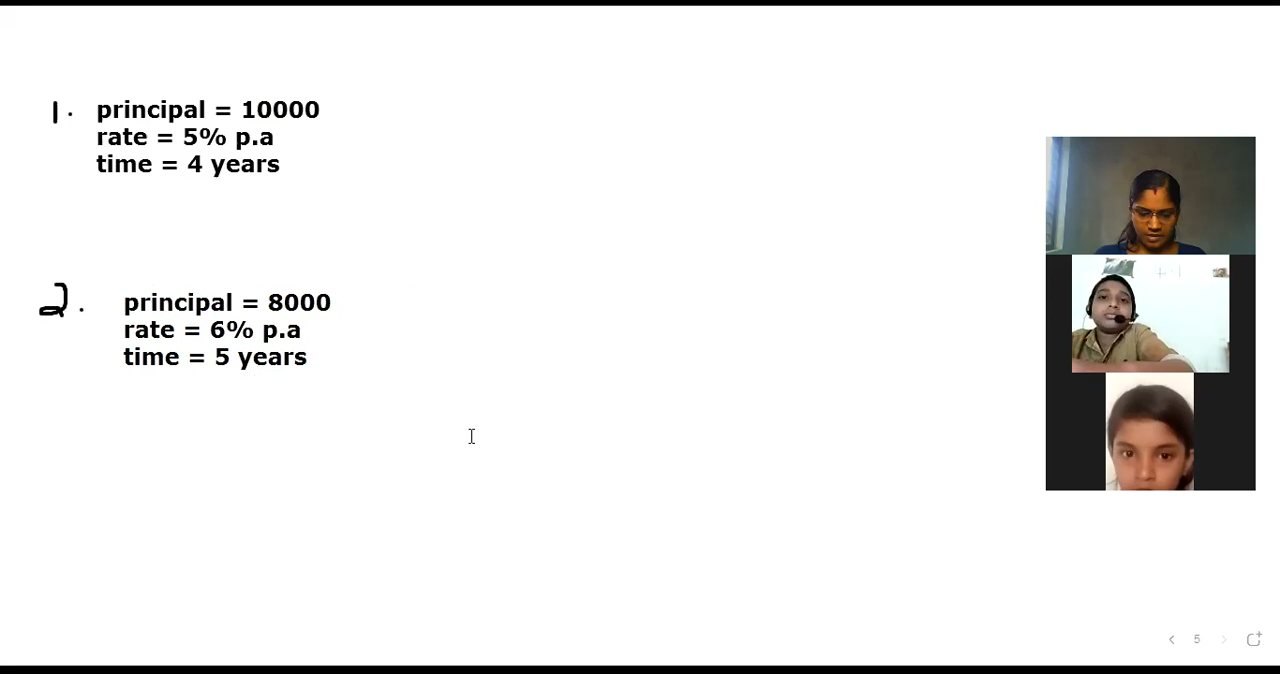 1. principal = 10000
rate = 5% p.a
time = 4 years
2. principal = 8000
rate = 6% p.a
time = 5 years
5